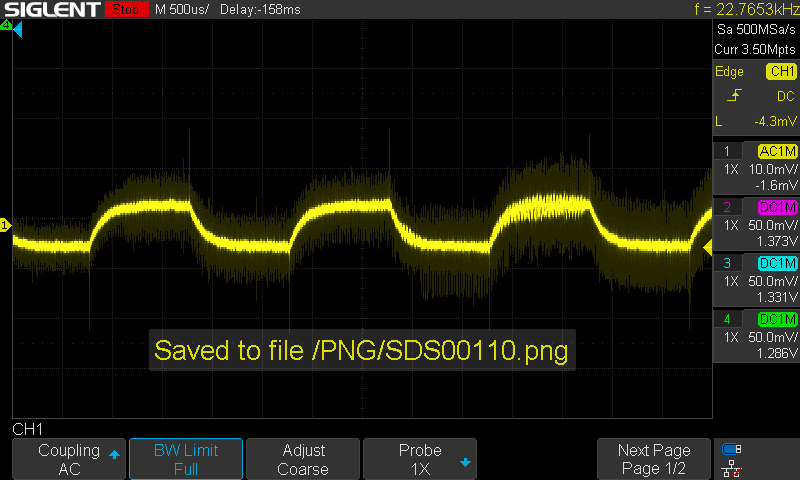 SIGLENT Stop M 500us/ Delay:-158ms f = 22.7653kHz
Sa 500MSa/s
Curr 3.50Mpts
Edge CH1
DC
L -4.3mV
1 AC1M
1X 10.0mV/
-1.6mV
2 DC1M
1X 50.0mV/
1.373V
3 DC1M
1X 50.0mV/
1.331V
4 DC1M
1X 50.0mV/
1.286V
4
1
Saved to file /PNG/SDS00110.png
CH1
Coupling
AC
BW Limit
Full
Adjust
Coarse
Probe
1X
Next Page
Page 1/2